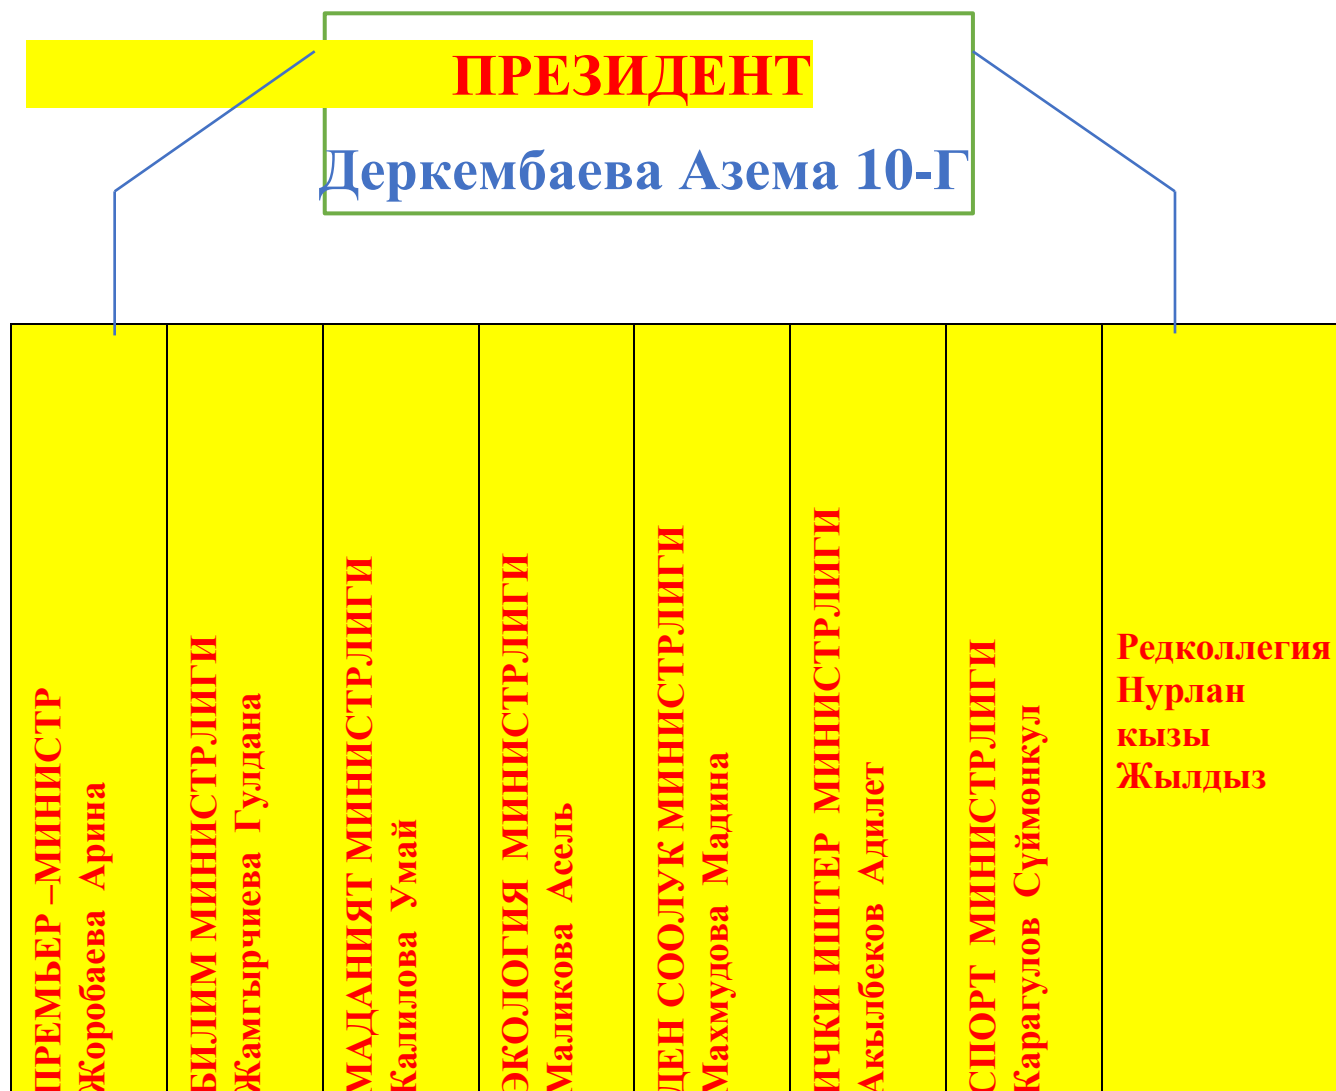 ПРЕЗИДЕНТ
Деркембаева Азема 10-Г
ПРЕМЬЕР –МИНИСТР
Жоробаева Арина
БИЛИМ МИНИСТРЛИГИ
Жамгырчиева Гулдана
МАДАНИЯТ МИНИСТРЛИГИ
Калилова Умай
ЭКОЛОГИЯ МИНИСТРЛИГИ
Маликова Асель
ДЕН СООЛУК МИНИСТРЛИГИ
Махмудова Мадина
ИЧКИ ИШТЕР МИНИСТРЛИГИ
Акылбеков Адилет
СПОРТ МИНИСТРЛИГИ
Карагулов Сүймөнкул
Редколлегия
Нурлан
кызы
Жылдыз